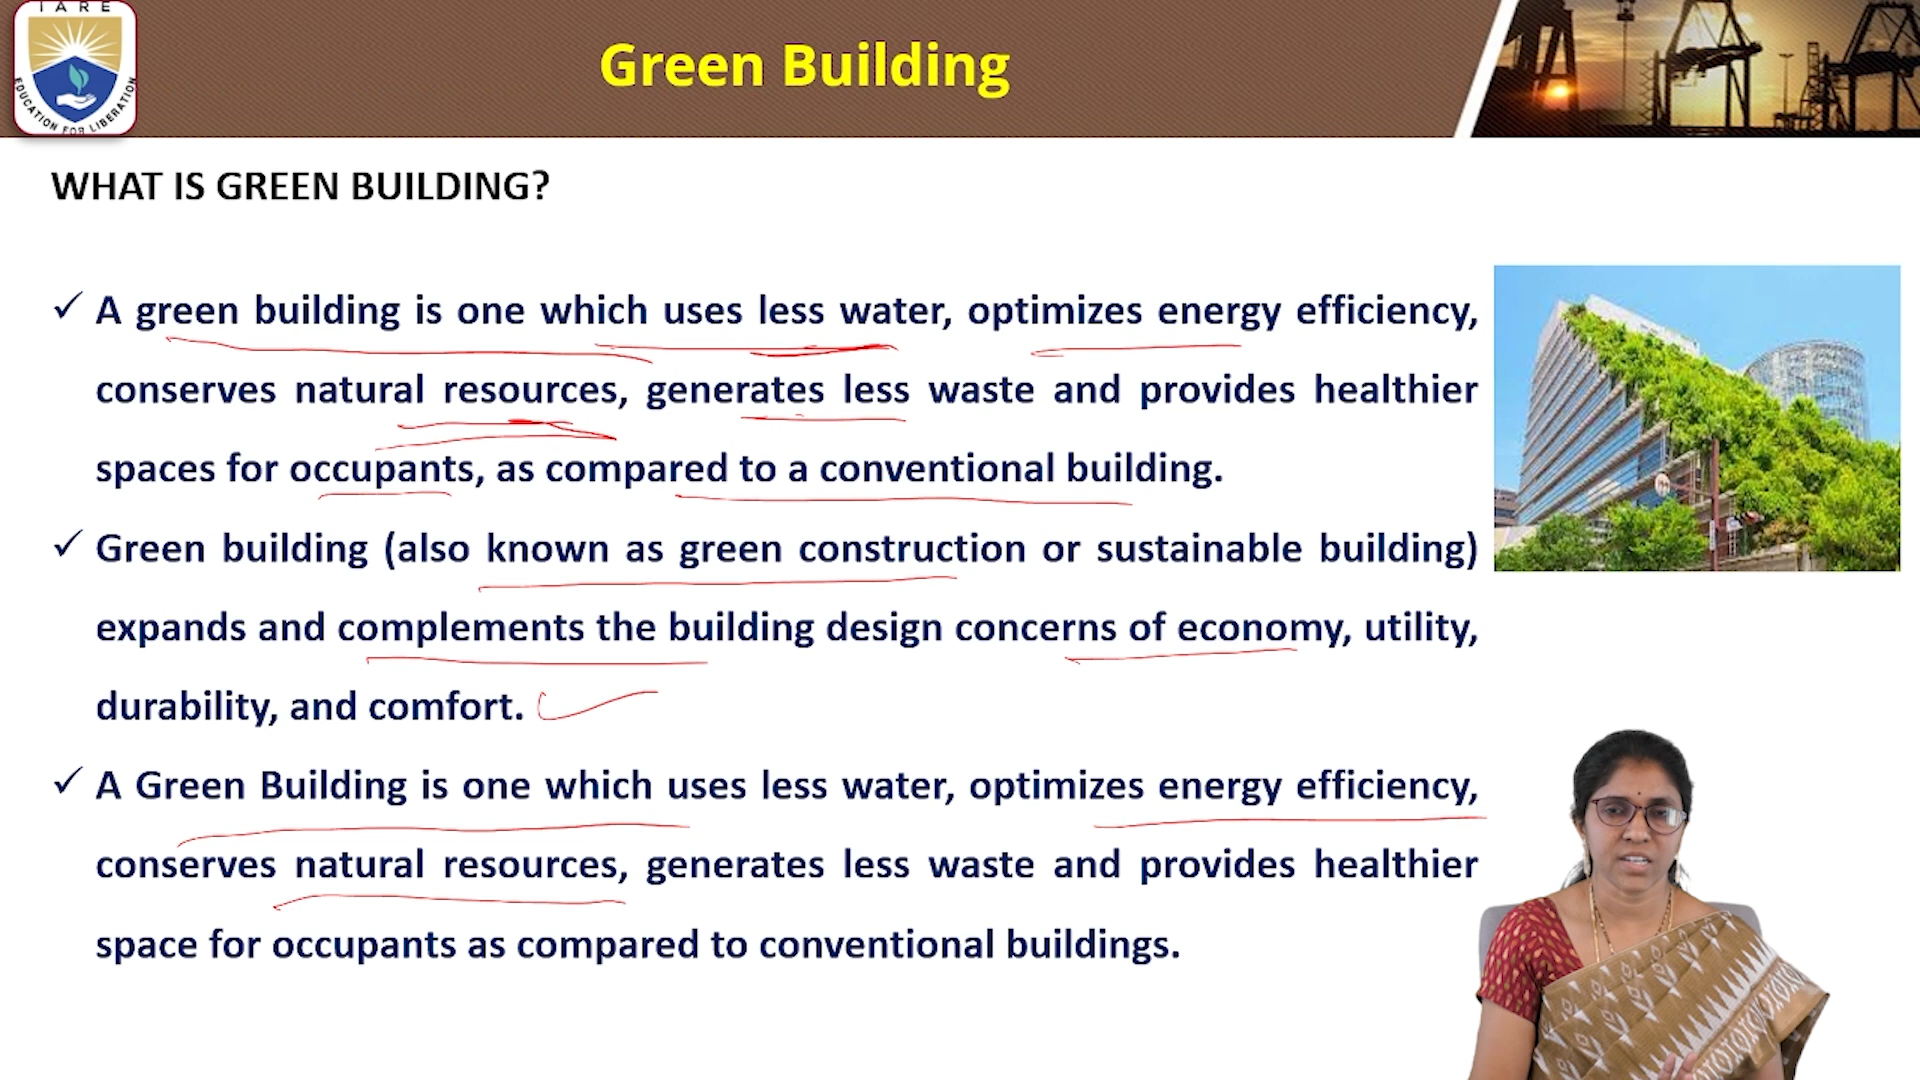 IARE
EDUCATION FOR LIBERATION
Green Building
WHAT IS GREEN BUILDING?
✓ A green building is one which uses less water, optimizes energy efficiency,
conserves natural resources, generates less waste and provides healthier
spaces for occupants, as compared to a conventional building.
✓ Green building (also known as green construction or sustainable building)
expands and complements the building design concerns of economy, utility,
durability, and comfort.
✓ A Green Building is one which uses less water, optimizes energy efficiency,
conserves natural resources, generates less waste and provides healthier
space for occupants as compared to conventional buildings.